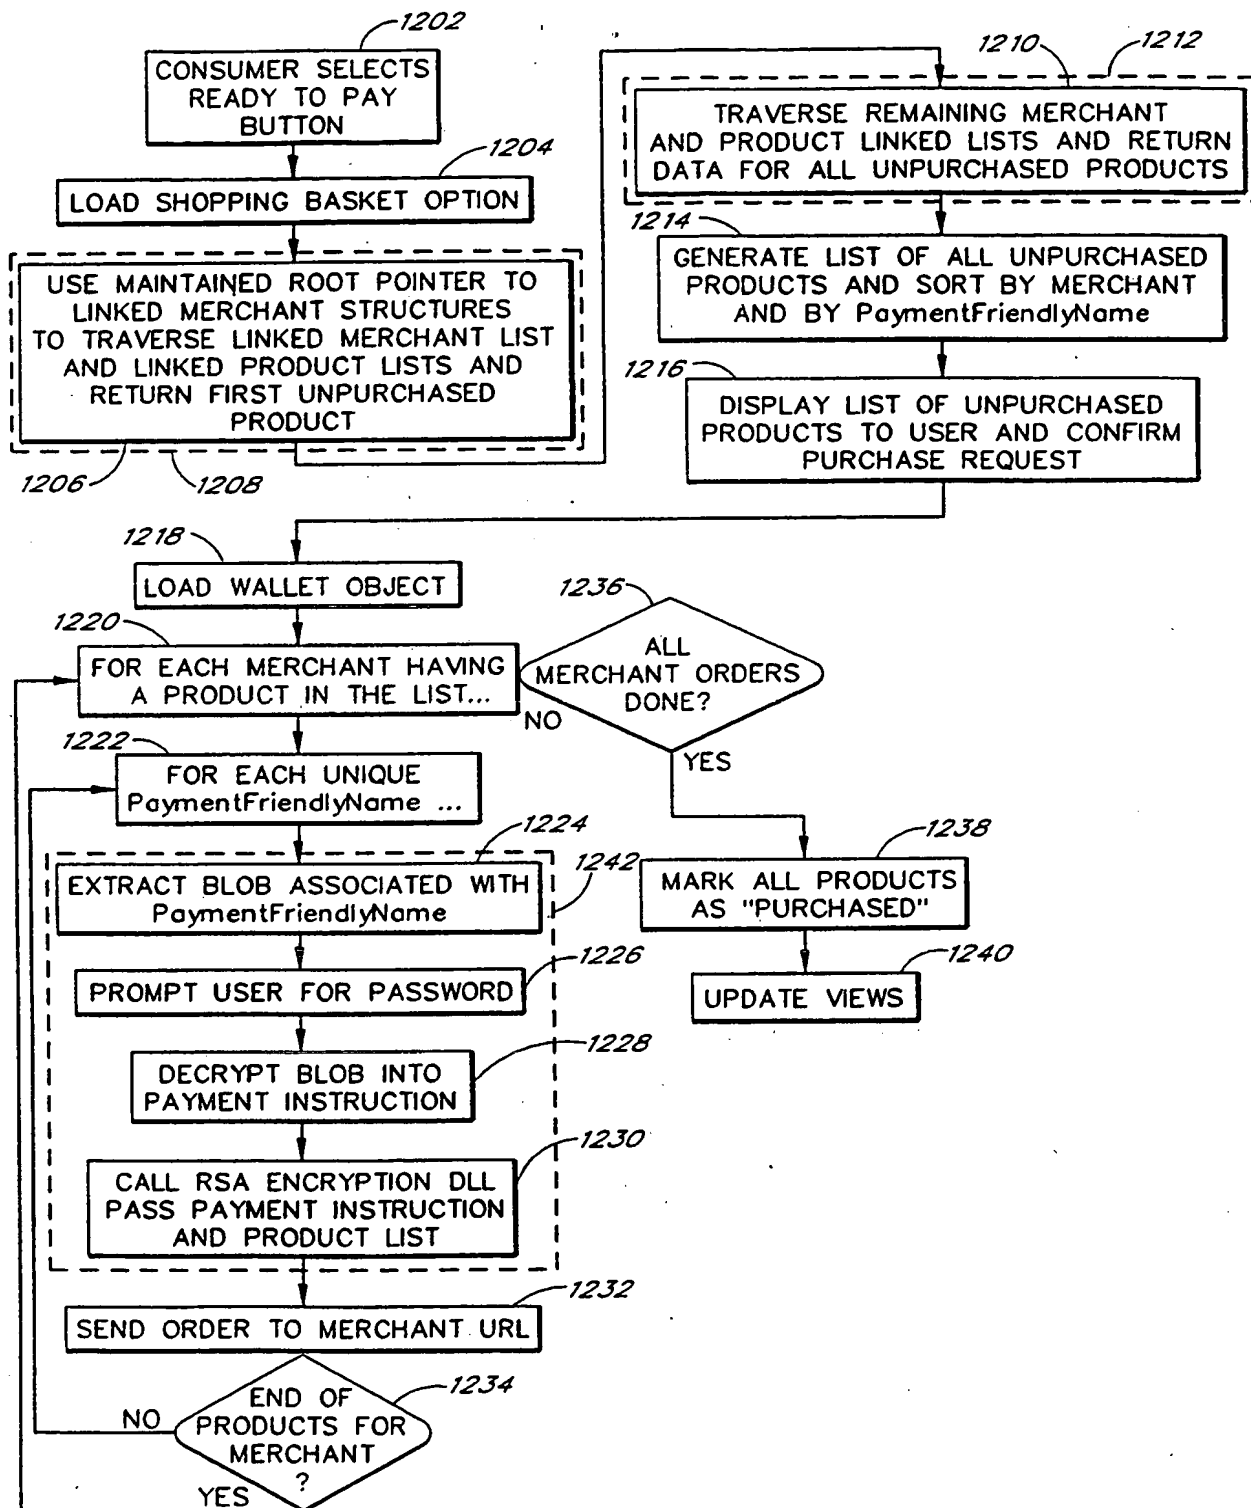 1202
CONSUMER SELECTS
READY TO PAY
BUTTON
1204
LOAD SHOPPING BASKET OPTION
USE MAINTAINED ROOT POINTER TO
LINKED MERCHANT STRUCTURES
TO TRAVERSE LINKED MERCHANT LIST
AND LINKED PRODUCT LISTS AND
RETURN FIRST UNPURCHASED
PRODUCT
1206
1208
1210
1212
TRAVERSE REMAINING MERCHANT
AND PRODUCT LINKED LISTS AND RETURN
DATA FOR ALL UNPURCHASED PRODUCTS
1214
GENERATE LIST OF ALL UNPURCHASED
PRODUCTS AND SORT BY MERCHANT
AND BY PaymentFriendlyName
1216
DISPLAY LIST OF UNPURCHASED
PRODUCTS TO USER AND CONFIRM
PURCHASE REQUEST
1218
LOAD WALLET OBJECT
1220
FOR EACH MERCHANT HAVING
A PRODUCT IN THE LIST...
1236
ALL
MERCHANT ORDERS
DONE?
NO
YES
1222
FOR EACH UNIQUE
PaymentFriendlyName ...
1224
1242
EXTRACT BLOB ASSOCIATED WITH
PaymentFriendlyName
1226
PROMPT USER FOR PASSWORD
1228
DECRYPT BLOB INTO
PAYMENT INSTRUCTION
1230
CALL RSA ENCRYPTION DLL
PASS PAYMENT INSTRUCTION
AND PRODUCT LIST
1232
SEND ORDER TO MERCHANT URL
1234
END OF
PRODUCTS FOR
MERCHANT
?
NO
YES
1238
MARK ALL PRODUCTS
AS "PURCHASED"
1240
UPDATE VIEWS